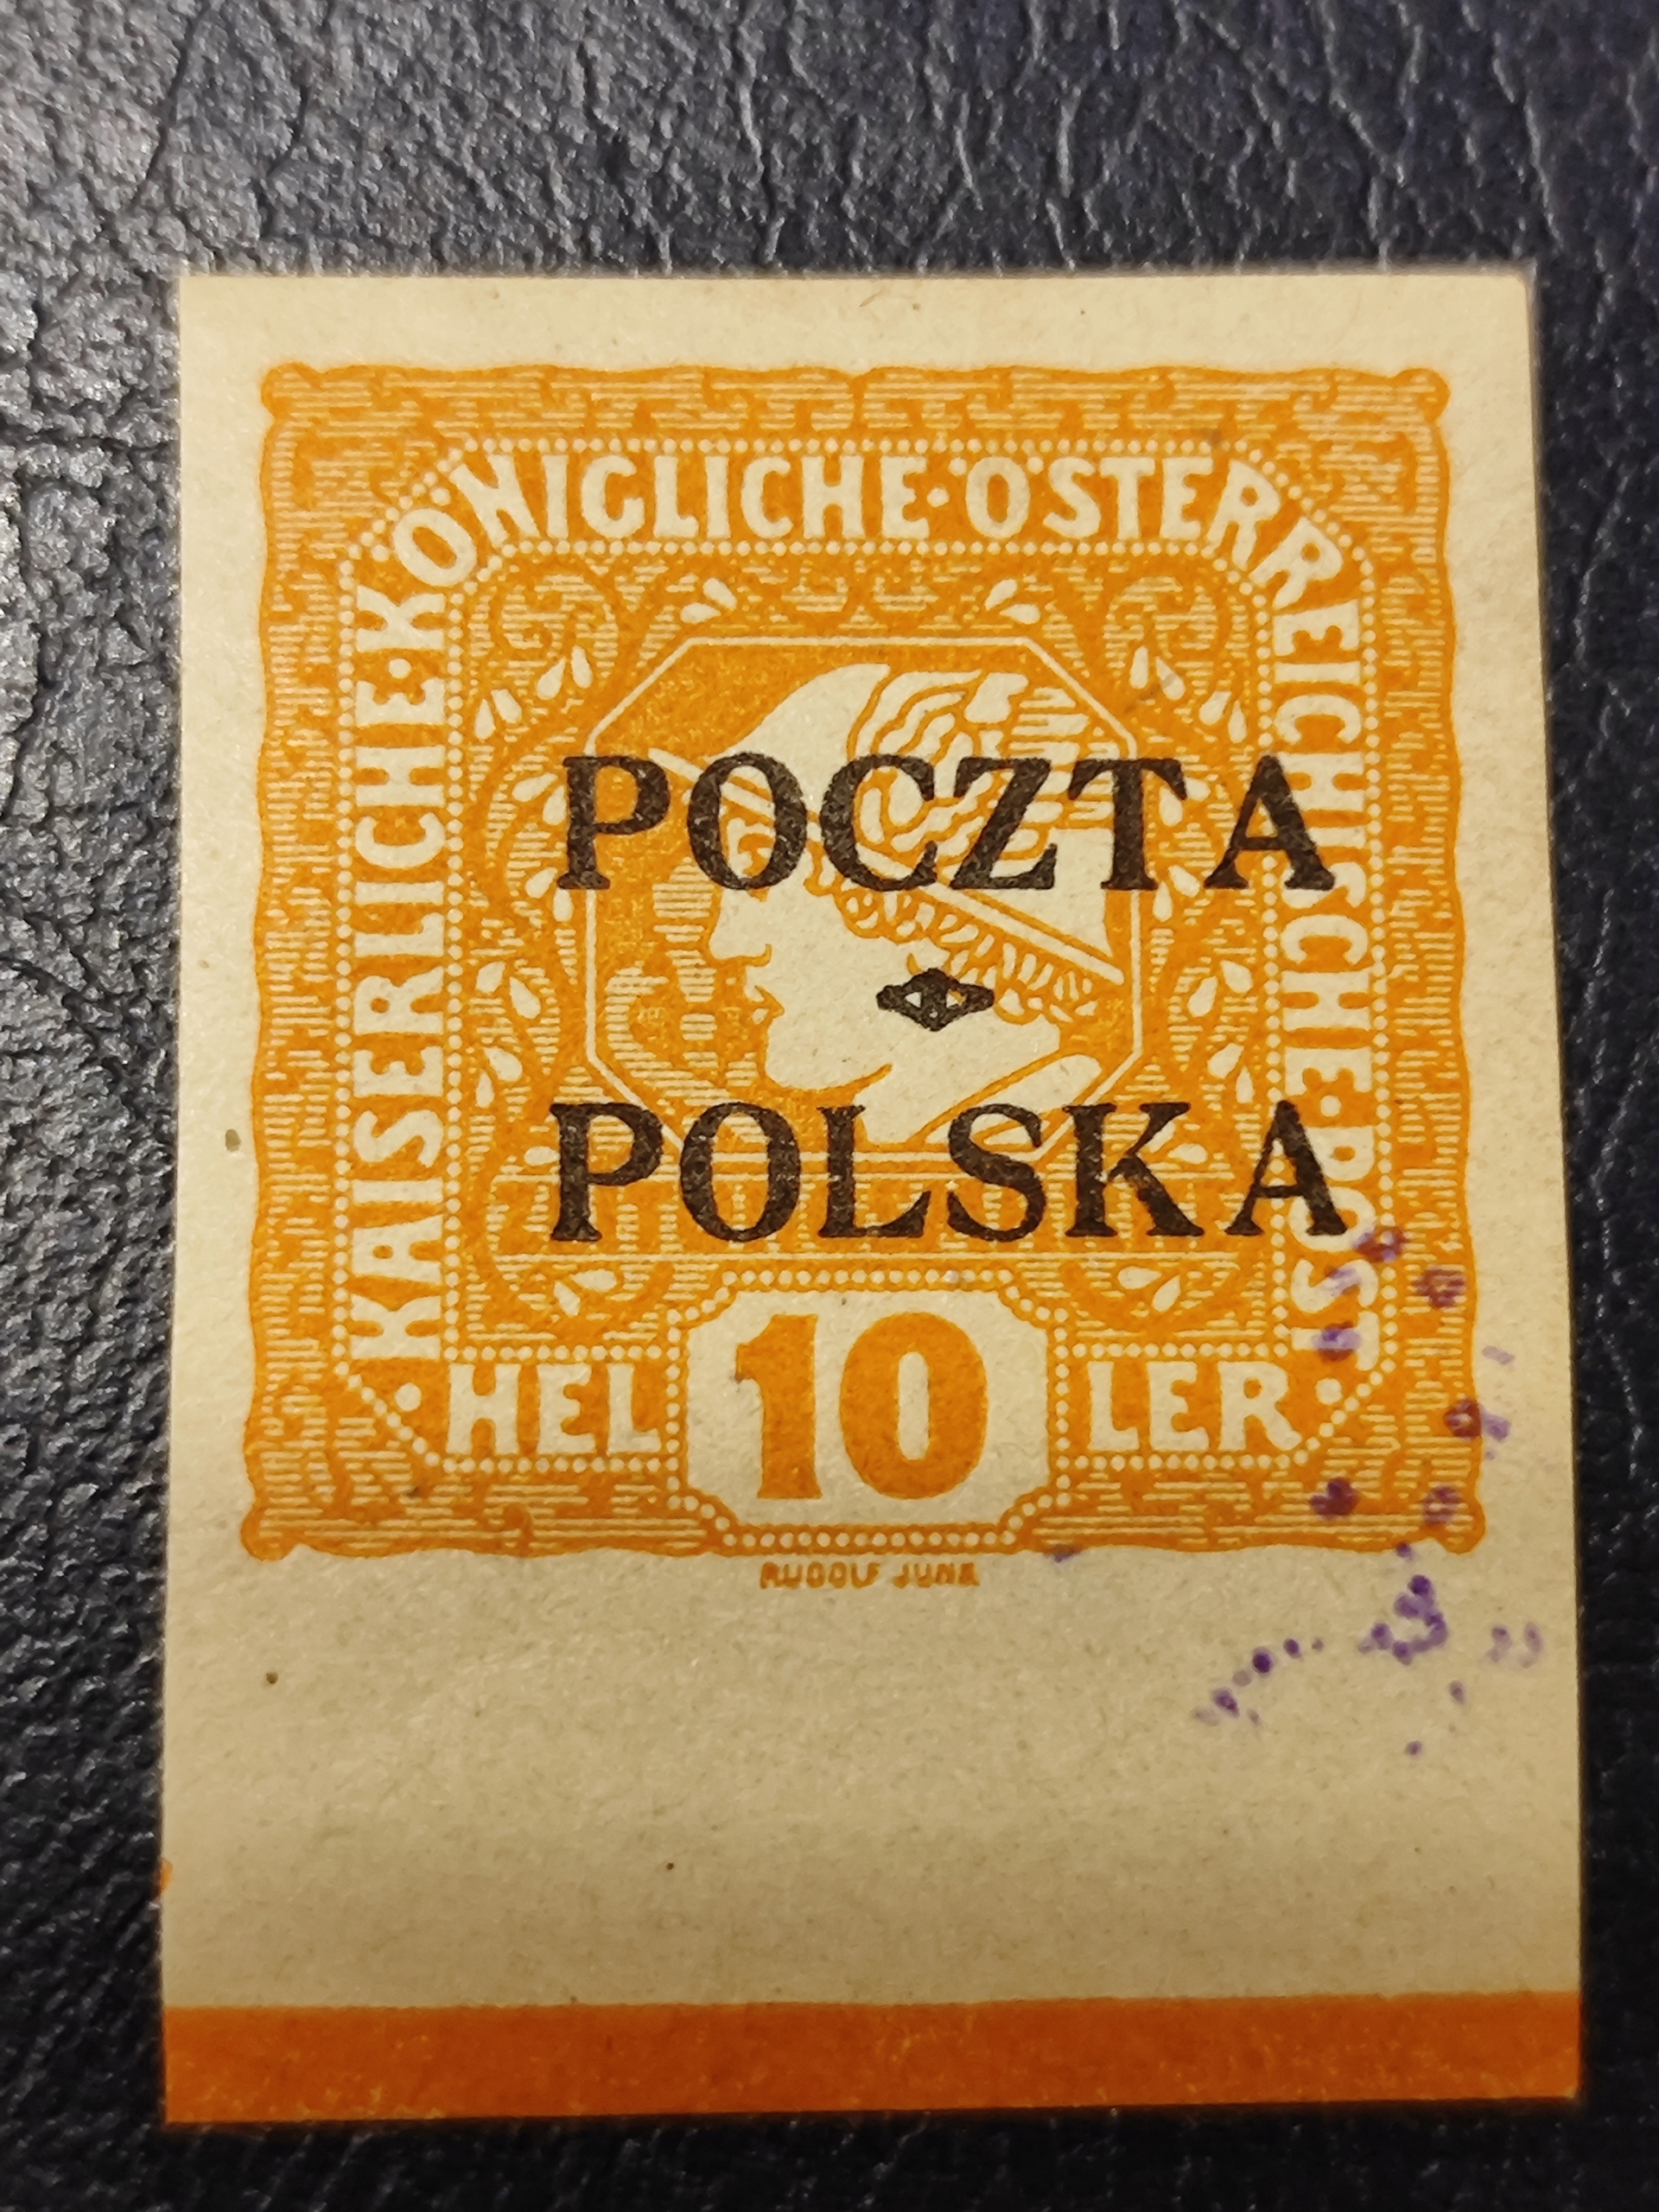 KAISERLICHE·KÖNIGLICHE·ÖSTERREICHISCHE·POST
POCZTA
POLSKA
HEL 10 LER
RUDOLF JUNK